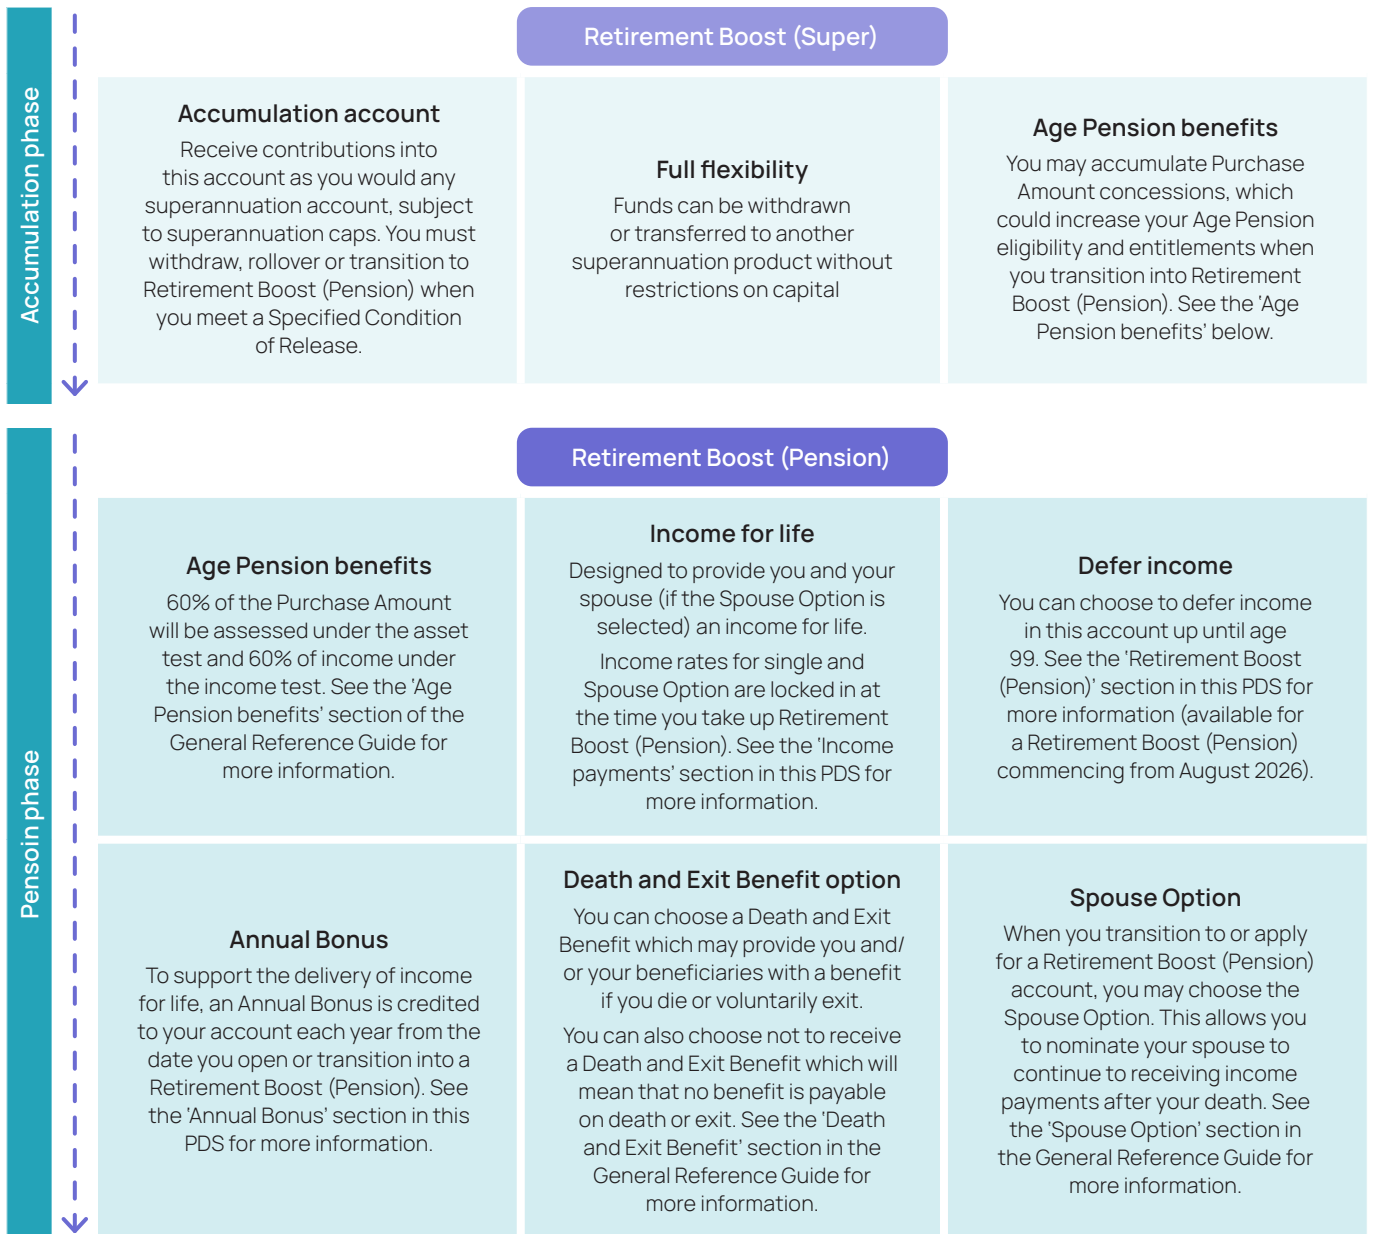 Accumulation phase
Retirement Boost (Super)
Accumulation account
Receive contributions into
this account as you would any
superannuation account, subject
to superannuation caps. You must
withdraw, rollover or transition to
Retirement Boost (Pension) when
you meet a Specified Condition
of Release.
Full flexibility
Funds can be withdrawn
or transferred to another
superannuation product without
restrictions on capital
Age Pension benefits
You may accumulate Purchase
Amount concessions, which
could increase your Age Pension
eligibility and entitlements when
you transition into Retirement
Boost (Pension). See the ‘Age
Pension benefits’ below.
Pensoin phase
Retirement Boost (Pension)
Age Pension benefits
60% of the Purchase Amount
will be assessed under the asset
test and 60% of income under
the income test. See the ‘Age
Pension benefits’ section of the
General Reference Guide for
more information.
Income for life
Designed to provide you and your
spouse (if the Spouse Option is
selected) an income for life.
Income rates for single and
Spouse Option are locked in at
the time you take up Retirement
Boost (Pension). See the ‘Income
payments’ section in this PDS for
more information.
Defer income
You can choose to defer income
in this account up until age
99. See the ‘Retirement Boost
(Pension)’ section in this PDS for
more information (available for
a Retirement Boost (Pension)
commencing from August 2026).
Annual Bonus
To support the delivery of income
for life, an Annual Bonus is credited
to your account each year from the
date you open or transition into a
Retirement Boost (Pension). See
the ‘Annual Bonus’ section in this
PDS for more information.
Death and Exit Benefit option
You can choose a Death and Exit
Benefit which may provide you and/
or your beneficiaries with a benefit
if you die or voluntarily exit.
You can also choose not to receive
a Death and Exit Benefit which will
mean that no benefit is payable
on death or exit. See the ‘Death
and Exit Benefit’ section in the
General Reference Guide for
more information.
Spouse Option
When you transition to or apply
for a Retirement Boost (Pension)
account, you may choose the
Spouse Option. This allows you
to nominate your spouse to
continue to receiving income
payments after your death. See
the ‘Spouse Option’ section in
the General Reference Guide for
more information.